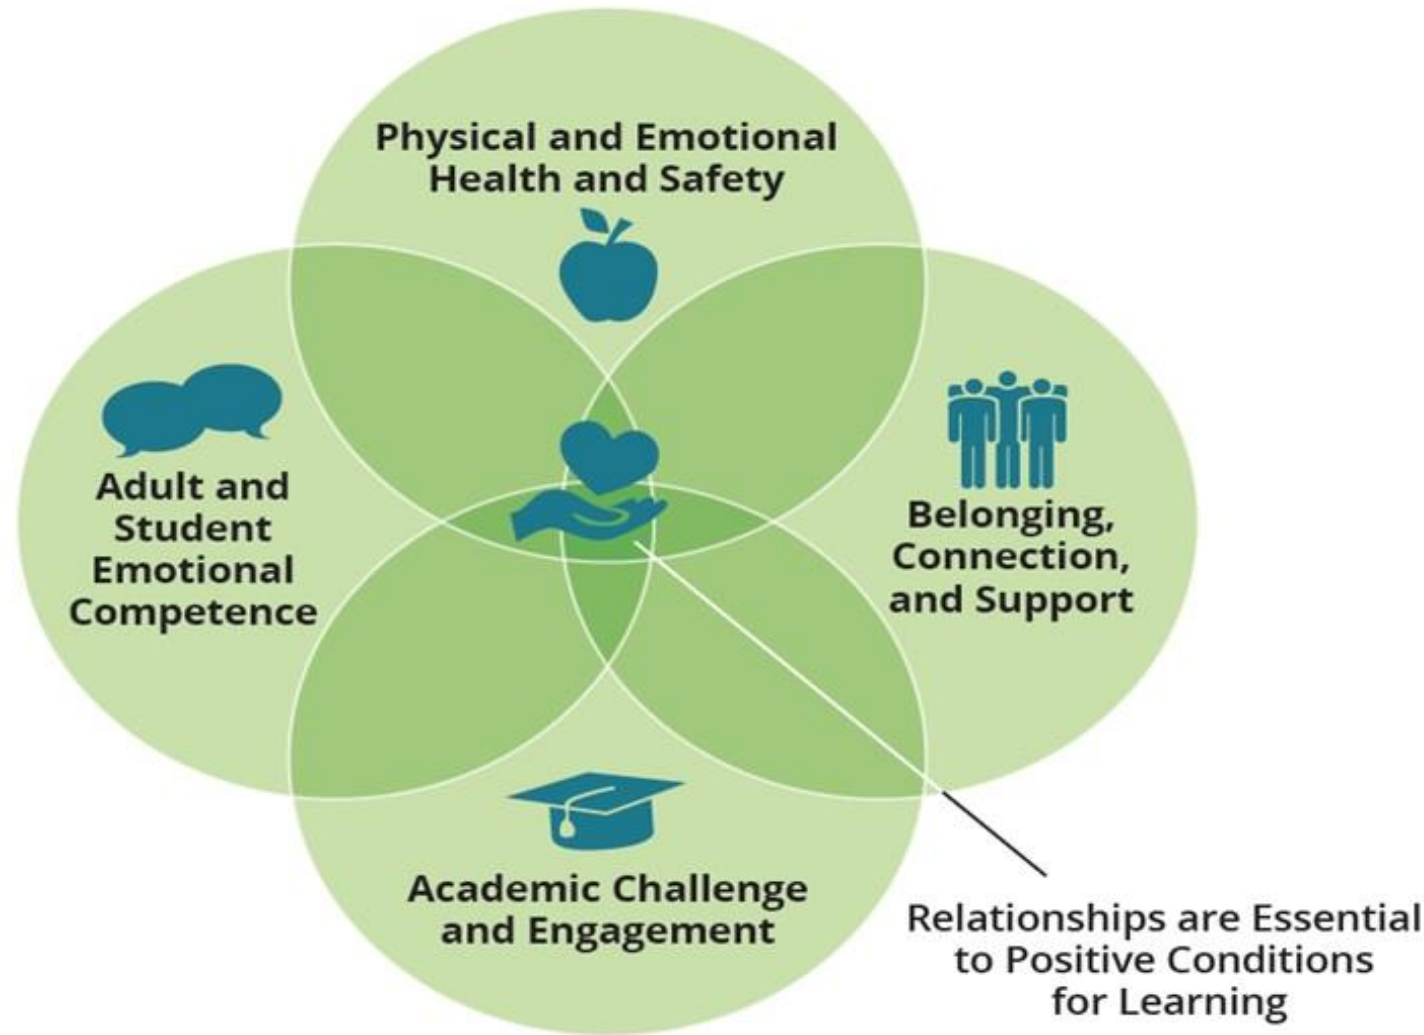 Physical and Emotional
Health and Safety
Adult and
Student
Emotional
Competence
Belonging,
Connection,
and Support
Academic Challenge
and Engagement
Relationships are Essential
to Positive Conditions
for Learning